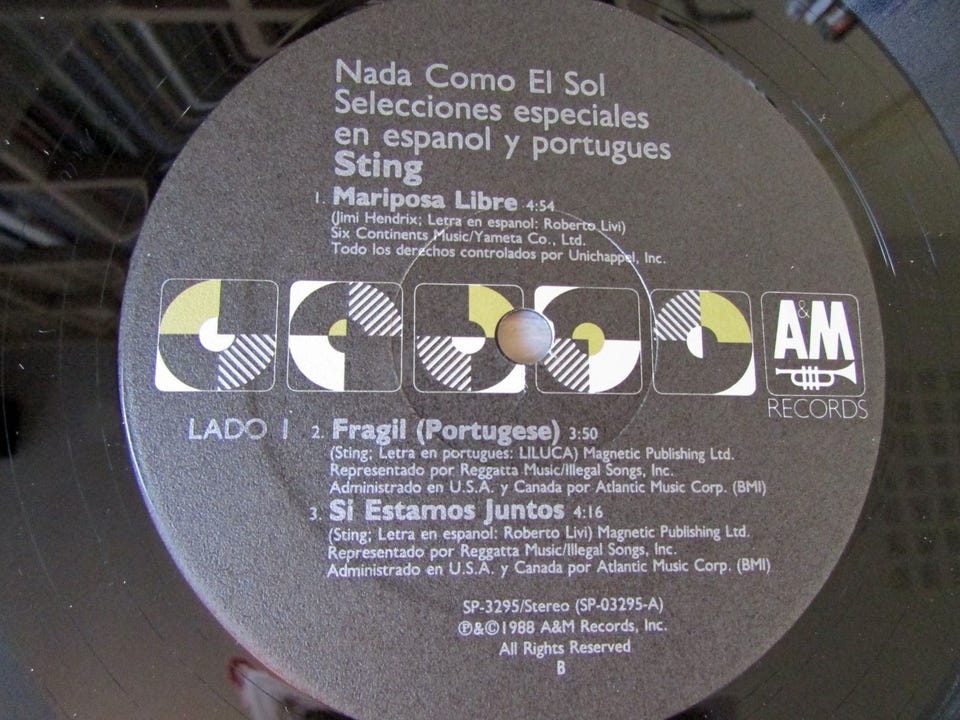 Nada Como El Sol
Selecciones especiales
en espanol y portugues
Sting
1. Mariposa Libre 4:54
(Jimi Hendrix; Letra en espanol: Roberto Livi)
Six Continents Music/Yameta Co., Ltd.
Todo los derechos controlados por Unichappel, Inc.
A&M
RECORDS
LADO 1
2. Fragil (Portugese) 3:50
(Sting; Letra en portugues: LILUCA) Magnetic Publishing Ltd.
Representado por Reggatta Music/Illegal Songs, Inc.
Administrado en U.S.A. y Canada por Atlantic Music Corp. (BMI)
3. Si Estamos Juntos 4:16
(Sting; Letra en espanol: Roberto Livi) Magnetic Publishing Ltd.
Representado por Reggatta Music/Illegal Songs, Inc.
Administrado en U.S.A. y Canada por Atlantic Music Corp. (BMI)
SP-3295/Stereo (SP-03295-A)
℗&©1988 A&M Records, Inc.
All Rights Reserved
B